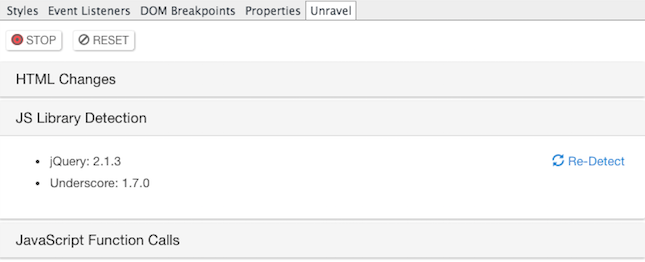 Styles Event Listeners DOM Breakpoints Properties Unravel
STOP RESET
HTML Changes
JS Library Detection
• jQuery: 2.1.3 Re-Detect
• Underscore: 1.7.0
JavaScript Function Calls